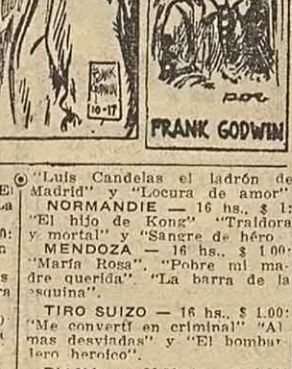 FRANK
GODWIN
10-17
por
FRANK GODWIN
"Luis Candelas el ladrón de
Madrid" y "Locura de amor"
NORMANDIE — 16 hs., $ 1:
"El hijo de Kong" "Traidora
y mortal" y "Sangre de héro
MENDOZA — 16 hs., $ 1.00:
"María Rosa". "Pobre mi ma-
dre querida". "La barra de la
esquina".
TIRO SUIZO — 16 hs., $ 1.00:
"Me convertí en criminal" "Al
mas desviadas" y "El bombar
lero heroico".